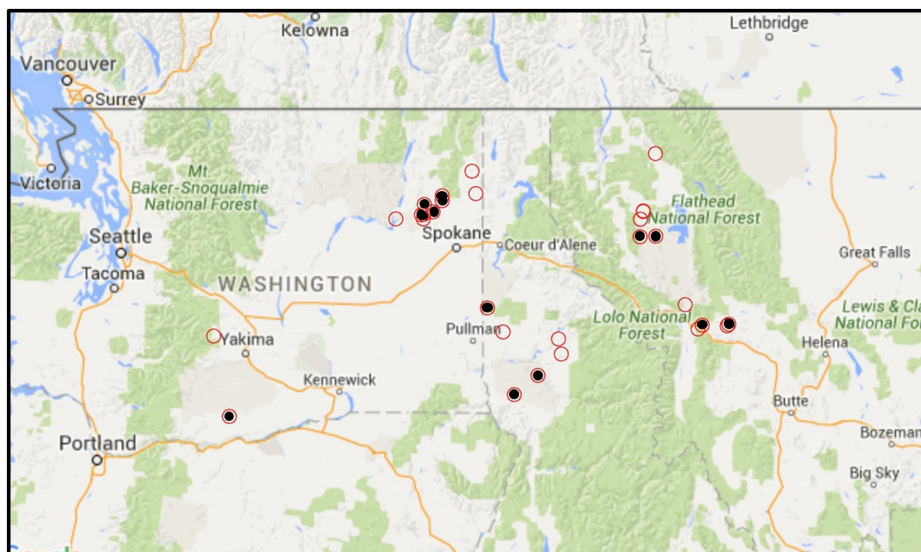 Lethbridge
Kelowna
Vancouver
Surrey
Victoria
Mt.
Baker-Snoqualmie
National Forest
Flathead
National Forest
Seattle
Spokane
Coeur d'Alene
Great Falls
Tacoma
WASHINGTON
Lewis & Cla
National Fo
Lolo National
Forest
Pullman
Yakima
Helena
Kennewick
Butte
Portland
Bozeman
Big Sky